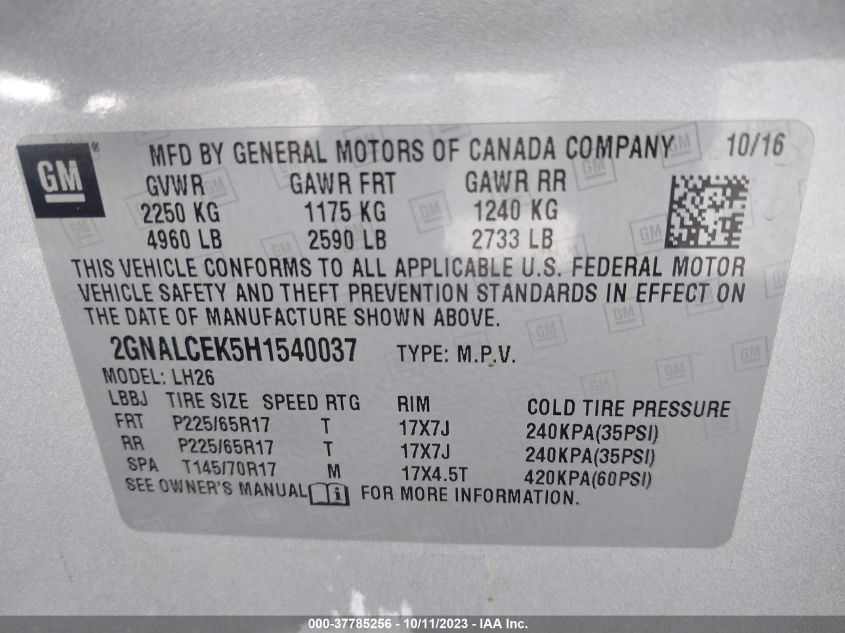 GM ® MFD BY GENERAL MOTORS OF CANADA COMPANY 10/16
GVWR GAWR FRT GAWR RR
2250 KG 1175 KG 1240 KG
4960 LB 2590 LB 2733 LB
THIS VEHICLE CONFORMS TO ALL APPLICABLE U.S. FEDERAL MOTOR
VEHICLE SAFETY AND THEFT PREVENTION STANDARDS IN EFFECT ON
THE DATE OF MANUFACTURE SHOWN ABOVE.
2GNALCEK5H1540037 TYPE: M.P.V.
MODEL: LH26
LBBJ TIRE SIZE SPEED RTG RIM COLD TIRE PRESSURE
FRT P225/65R17 T 17X7J 240KPA(35PSI)
RR P225/65R17 T 17X7J 240KPA(35PSI)
SPA T145/70R17 M 17X4.5T 420KPA(60PSI)
SEE OWNER'S MANUAL FOR MORE INFORMATION.
000-37785256 - 10/11/2023 - IAA Inc.